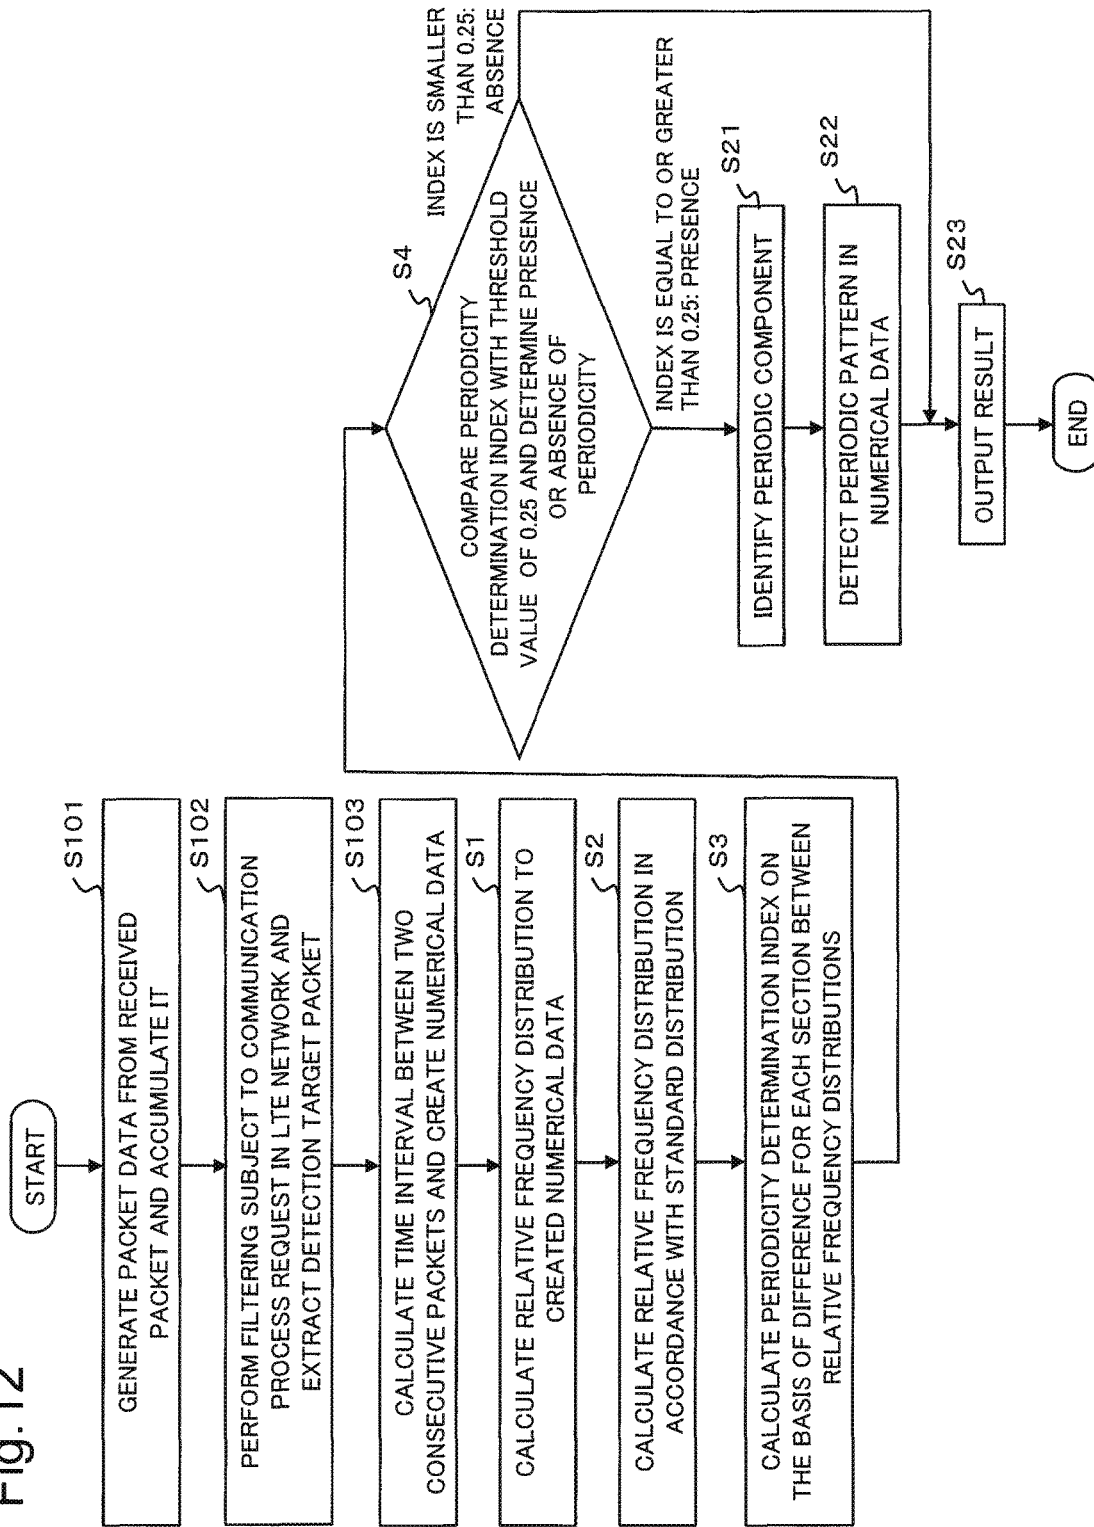 Fig.12
START
S101
GENERATE PACKET DATA FROM RECEIVED
PACKET AND ACCUMULATE IT
S102
PERFORM FILTERING SUBJECT TO COMMUNICATION
PROCESS REQUEST IN LTE NETWORK AND
EXTRACT DETECTION TARGET PACKET
S103
CALCULATE TIME INTERVAL BETWEEN TWO
CONSECUTIVE PACKETS AND CREATE NUMERICAL DATA
S1
CALCULATE RELATIVE FREQUENCY DISTRIBUTION TO
CREATED NUMERICAL DATA
S2
CALCULATE RELATIVE FREQUENCY DISTRIBUTION IN
ACCORDANCE WITH STANDARD DISTRIBUTION
S3
CALCULATE PERIODICITY DETERMINATION INDEX ON
THE BASIS OF DIFFERENCE FOR EACH SECTION BETWEEN
RELATIVE FREQUENCY DISTRIBUTIONS
S4
COMPARE PERIODICITY
DETERMINATION INDEX WITH THRESHOLD
VALUE OF 0.25 AND DETERMINE PRESENCE
OR ABSENCE OF
PERIODICITY
INDEX IS SMALLER
THAN 0.25:
ABSENCE
INDEX IS EQUAL TO OR GREATER
THAN 0.25: PRESENCE
S21
IDENTIFY PERIODIC COMPONENT
S22
DETECT PERIODIC PATTERN IN
NUMERICAL DATA
S23
OUTPUT RESULT
END